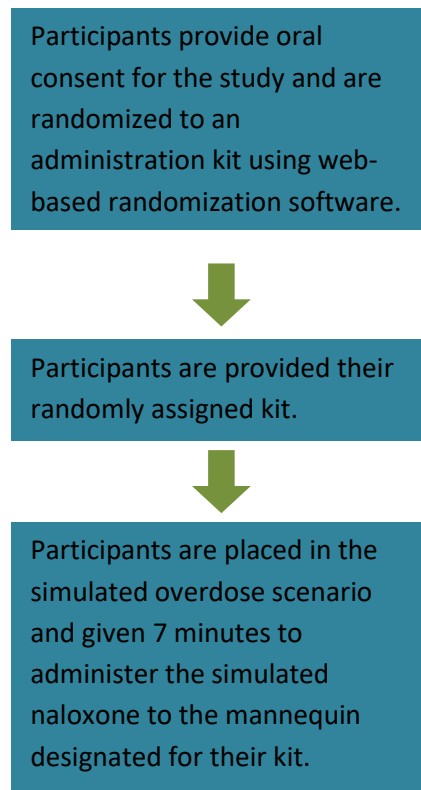 Participants provide oral
consent for the study and are
randomized to an
administration kit using web-
based randomization software.
Participants are provided their
randomly assigned kit.
Participants are placed in the
simulated overdose scenario
and given 7 minutes to
administer the simulated
naloxone to the mannequin
designated for their kit.